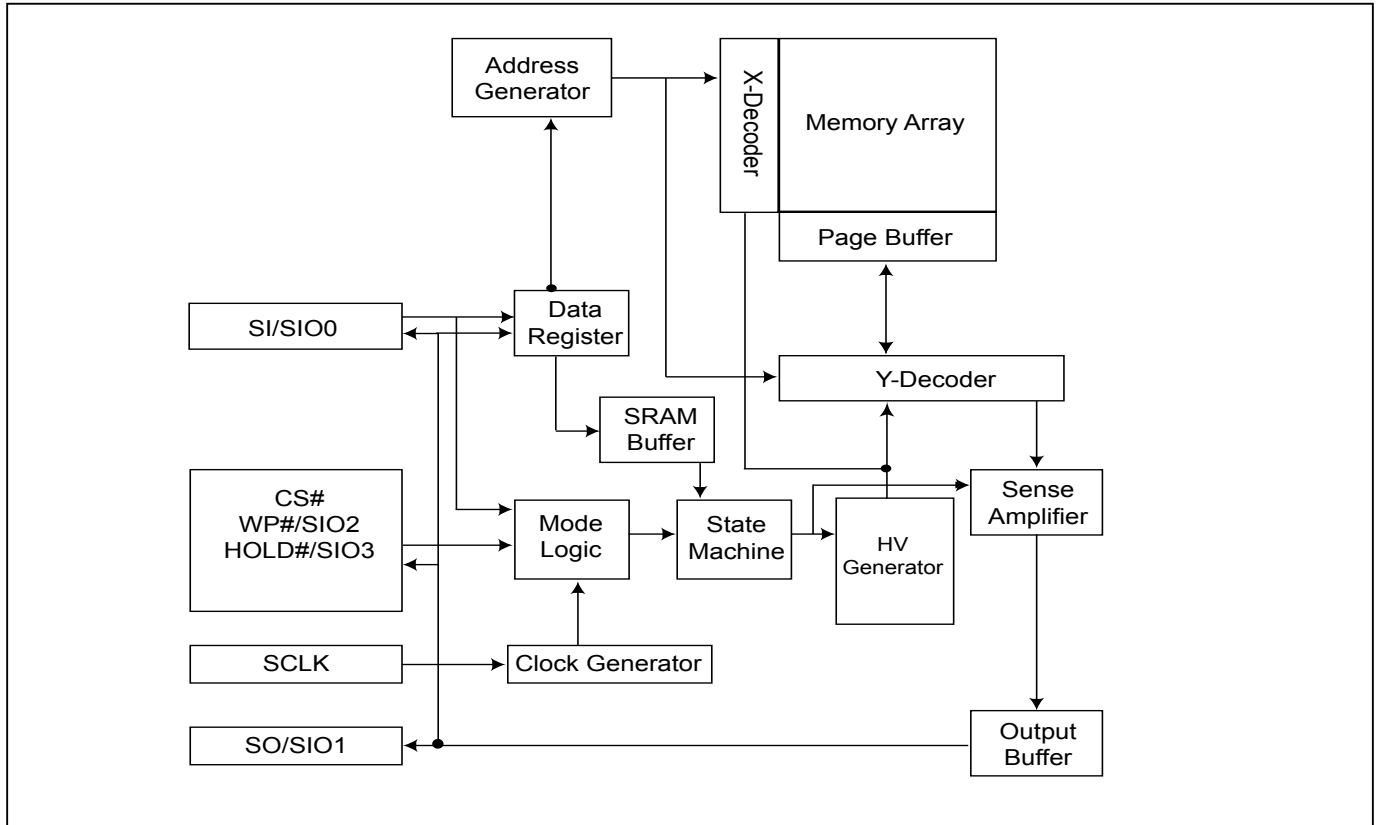 Address
Generator
X-Decoder
Memory Array
Page Buffer
SI/SIO0
Data
Register
Y-Decoder
SRAM
Buffer
CS#
WP#/SIO2
HOLD#/SIO3
Mode
Logic
State
Machine
HV
Generator
Sense
Amplifier
SCLK
Clock Generator
SO/SIO1
Output
Buffer